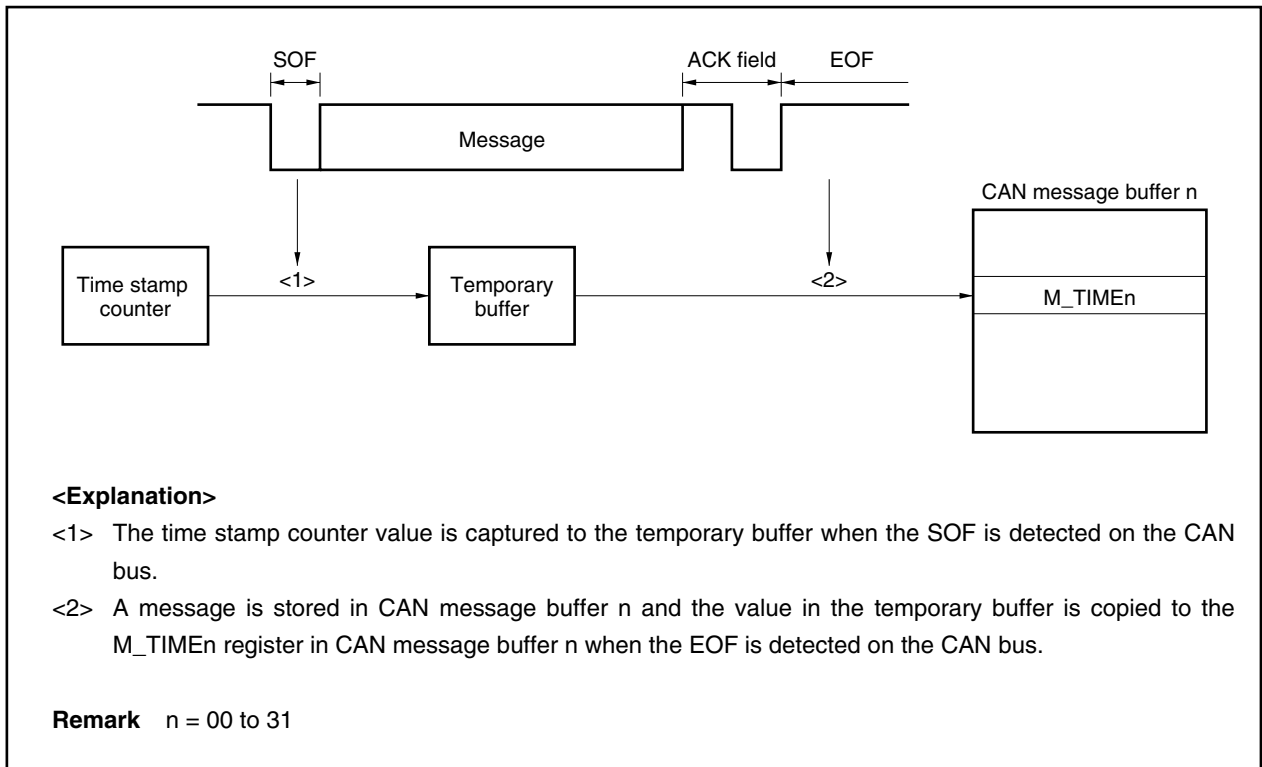 SOF
ACK field
EOF
Message
CAN message buffer n
Time stamp
counter
<1>
Temporary
buffer
<2>
M_TIMEn
<Explanation>
<1> The time stamp counter value is captured to the temporary buffer when the SOF is detected on the CAN
bus.
<2> A message is stored in CAN message buffer n and the value in the temporary buffer is copied to the
M_TIMEn register in CAN message buffer n when the EOF is detected on the CAN bus.
Remark n = 00 to 31